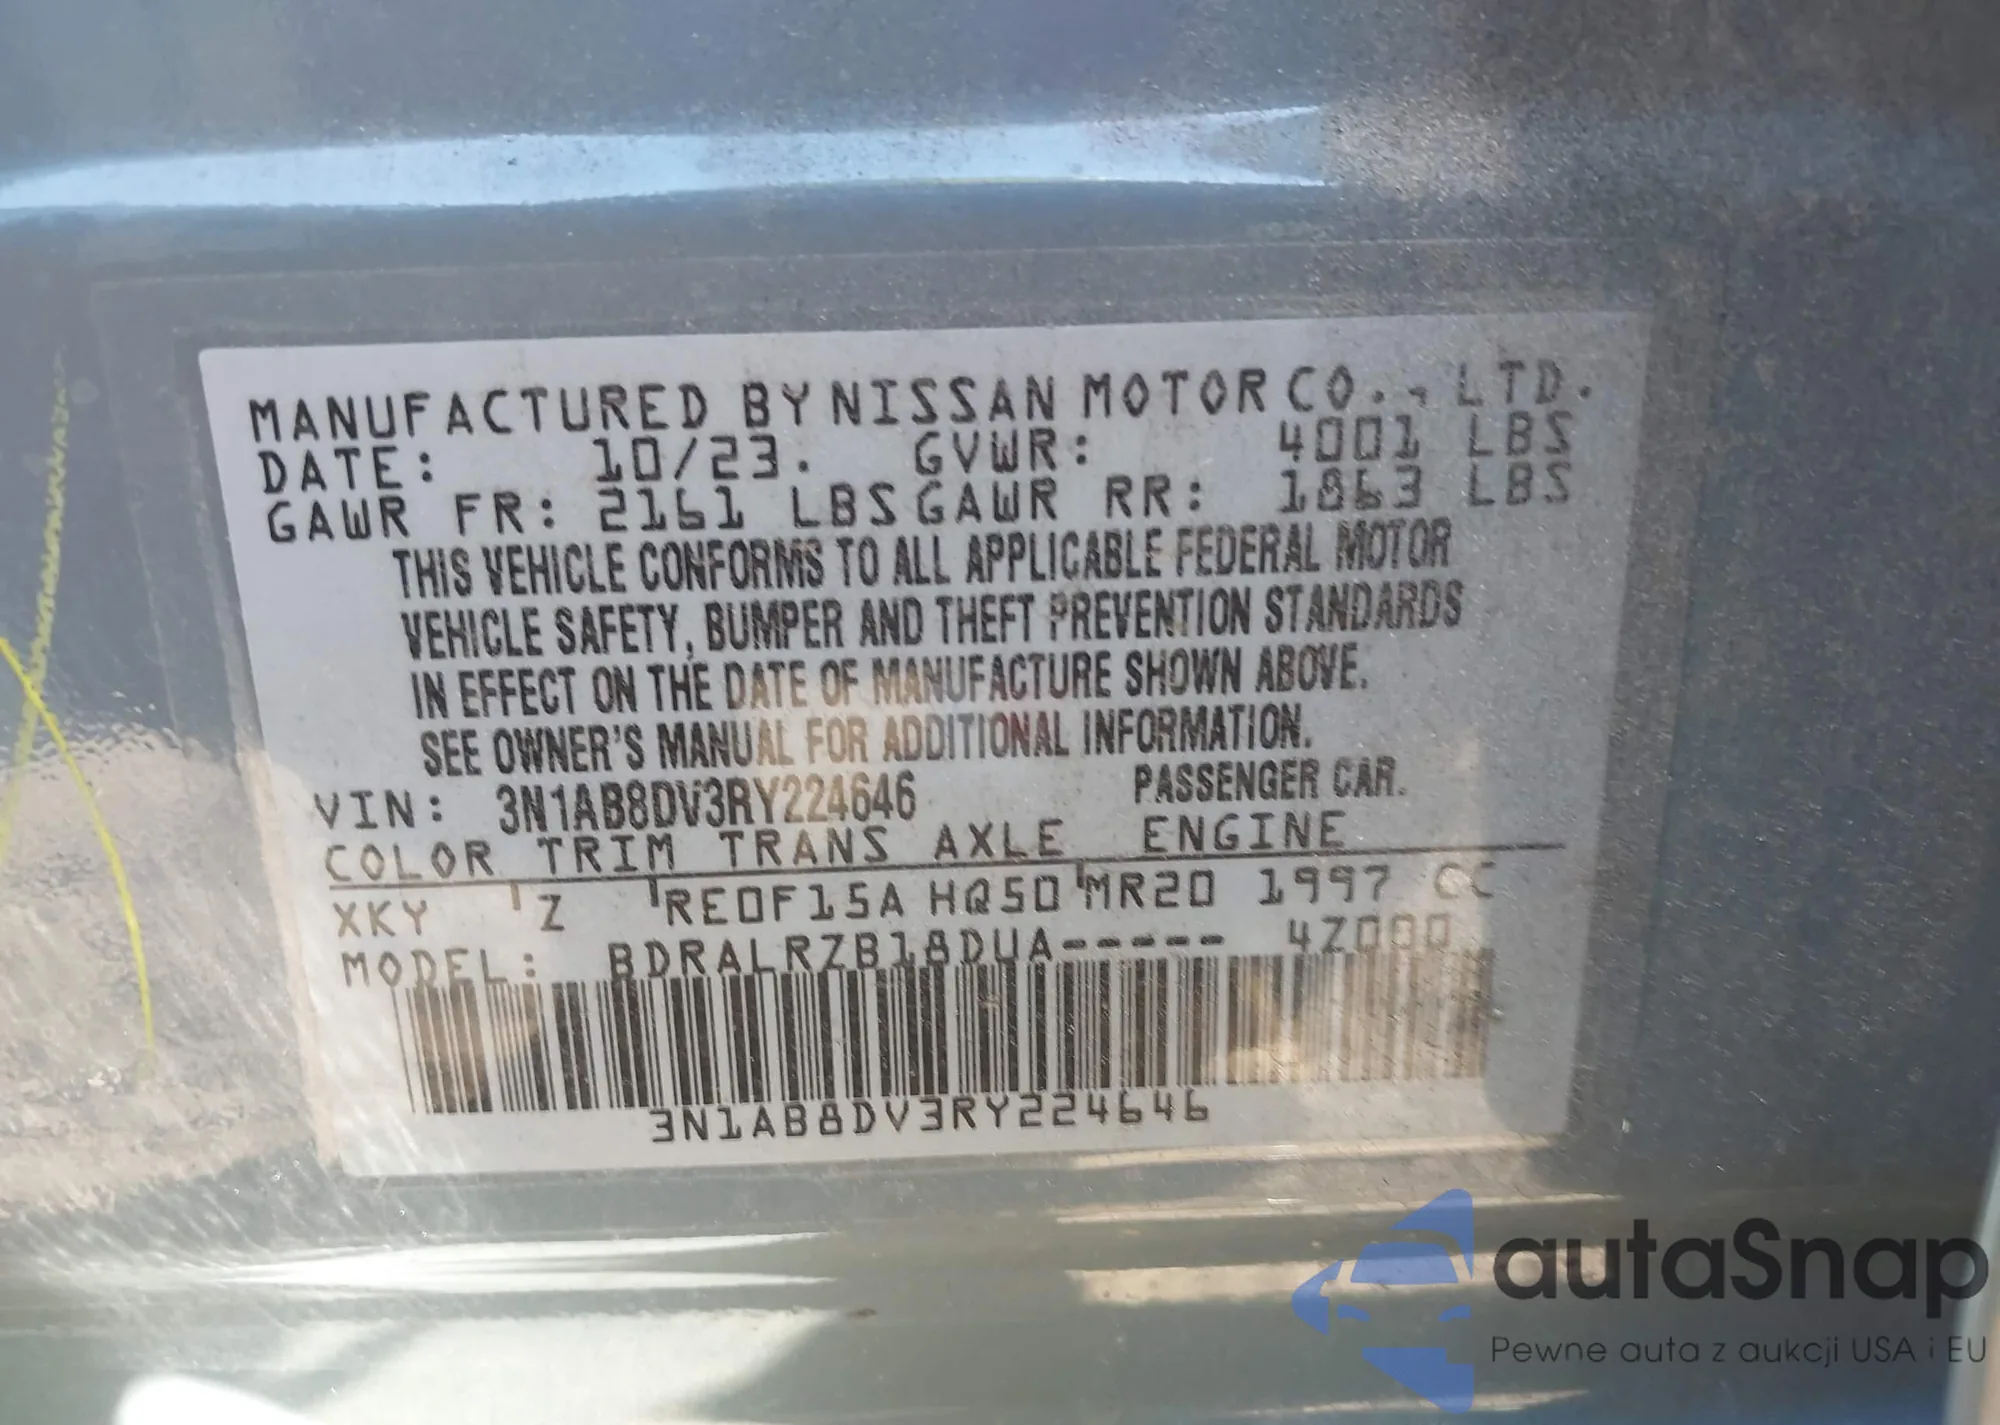 MANUFACTURED BY NISSAN MOTOR CO., LTD.
DATE: 10/23. GVWR: 4001 LBS
GAWR FR: 2161 LBS GAWR RR: 1863 LBS
THIS VEHICLE CONFORMS TO ALL APPLICABLE FEDERAL MOTOR
VEHICLE SAFETY, BUMPER AND THEFT PREVENTION STANDARDS
IN EFFECT ON THE DATE OF MANUFACTURE SHOWN ABOVE.
SEE OWNER'S MANUAL FOR ADDITIONAL INFORMATION.
VIN: 3N1AB8DV3RY224646 PASSENGER CAR.
COLOR TRIM TRANS AXLE ENGINE
XKY Z RE0F15A HQ50 MR20 1997 CC
MODEL: BDRALRZB18DUA----- 4Z000
3N1AB8DV3RY224646
autaSnap
Pewne auta z aukcji USA i EU